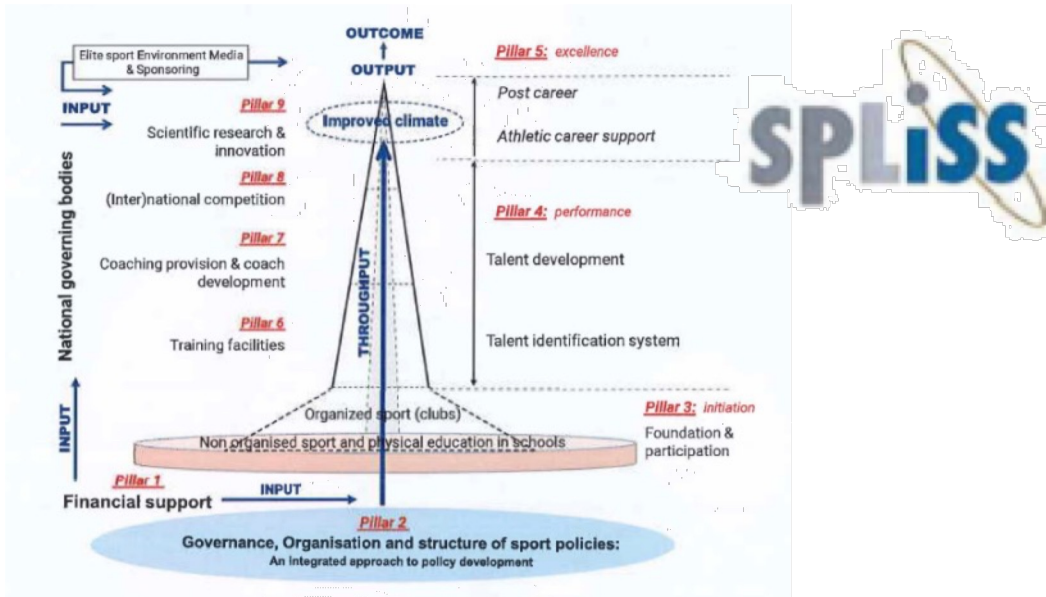 OUTCOME
OUTPUT
Elite sport Environment Media
& Sponsoring
INPUT
Pillar 5: excellence
Post career
Athletic career support
Pillar 9
Scientific research &
innovation
Improved climate
Pillar 8
(Inter)national competition
Pillar 4: performance
Pillar 7
Coaching provision & coach
development
Talent development
Pillar 6
Training facilities
Talent identification system
National governing bodies
THROUGHPUT
INPUT
Organized sport (clubs)
Non organised sport and physical education in schools
Pillar 3: initiation
Foundation &
participation
Pillar 1
Financial support
INPUT
Pillar 2
Governance, Organisation and structure of sport policies:
An integrated approach to policy development
SPLiSS